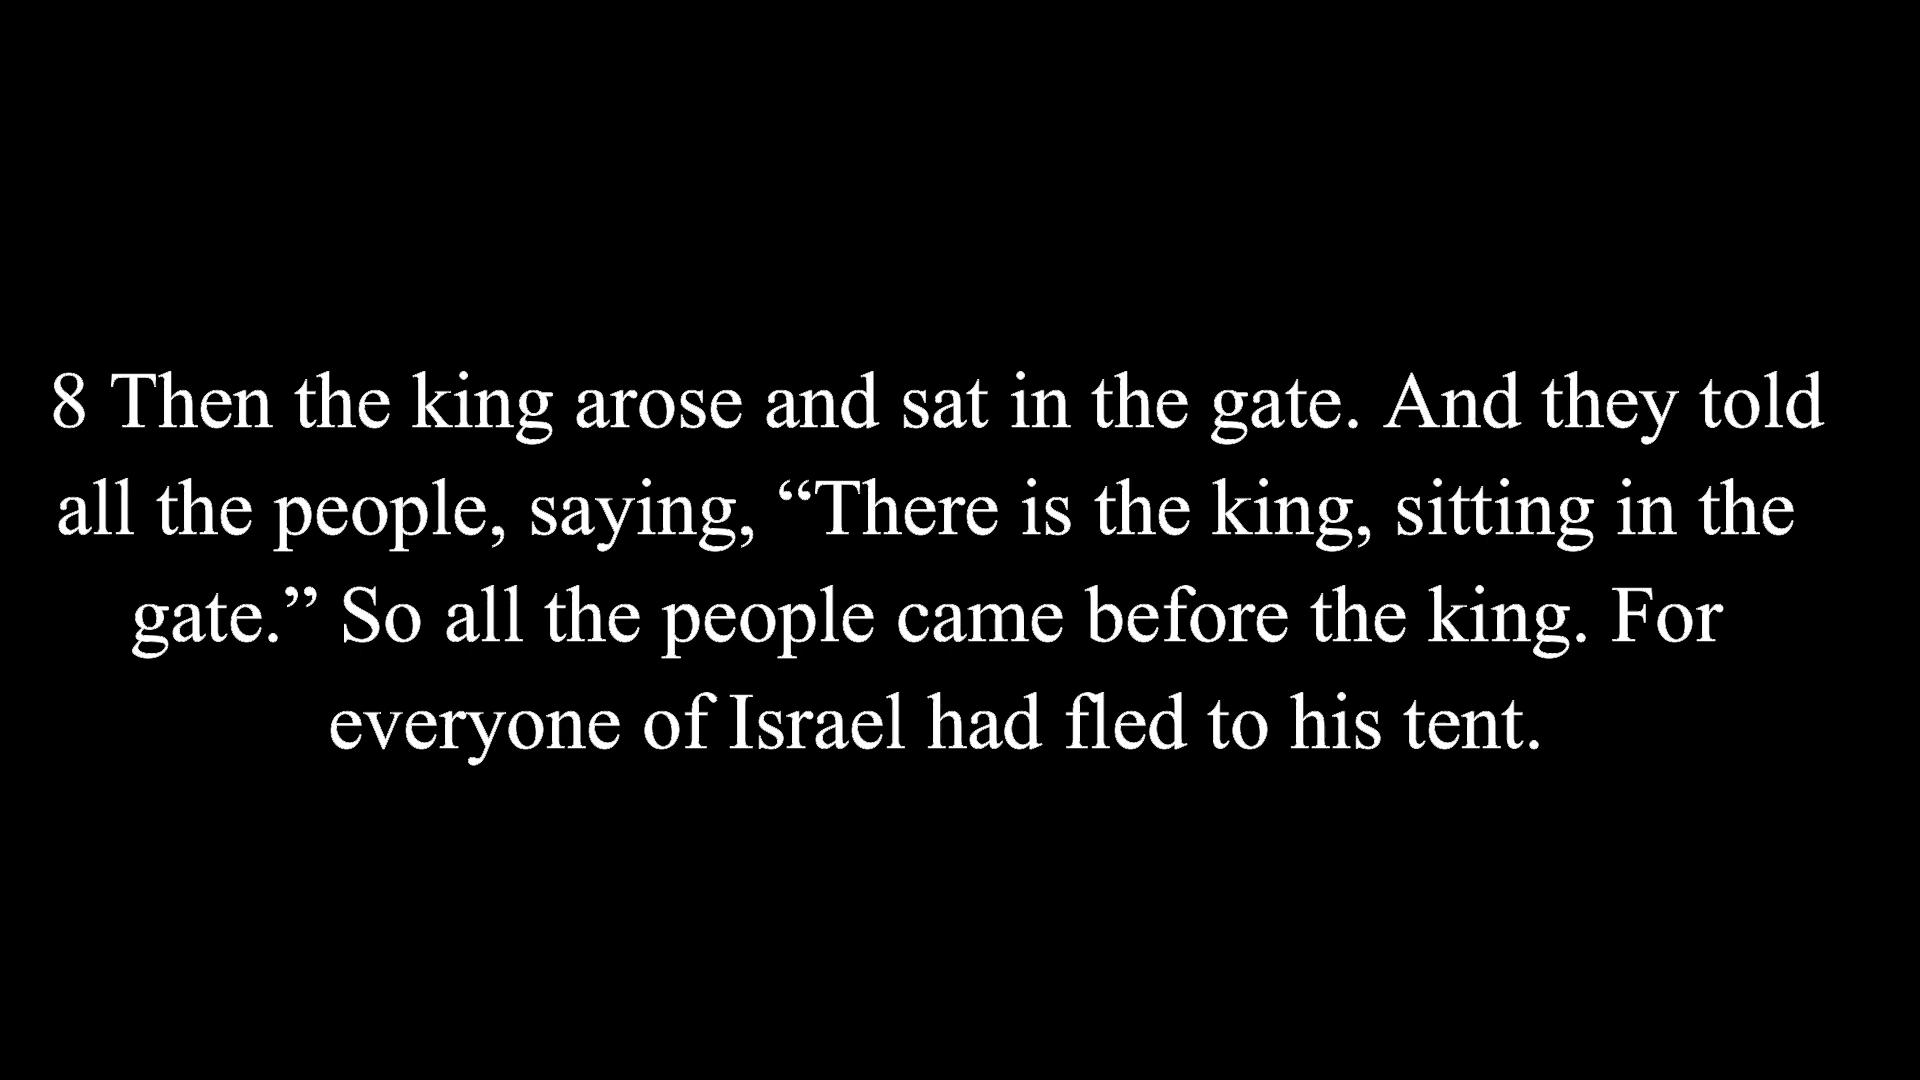 8 Then the king arose and sat in the gate. And they told
all the people, saying, “There is the king, sitting in the
gate.” So all the people came before the king. For
everyone of Israel had fled to his tent.